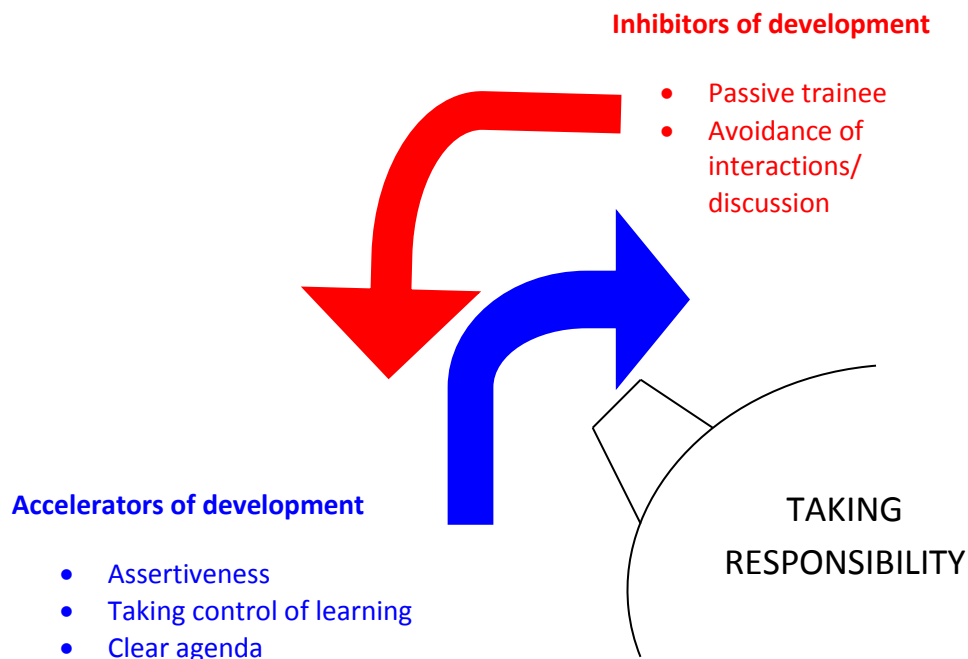 Inhibitors of development
• Passive trainee
• Avoidance of
interactions/
discussion
Accelerators of development
• Assertiveness
• Taking control of learning
• Clear agenda
TAKING
RESPONSIBILITY